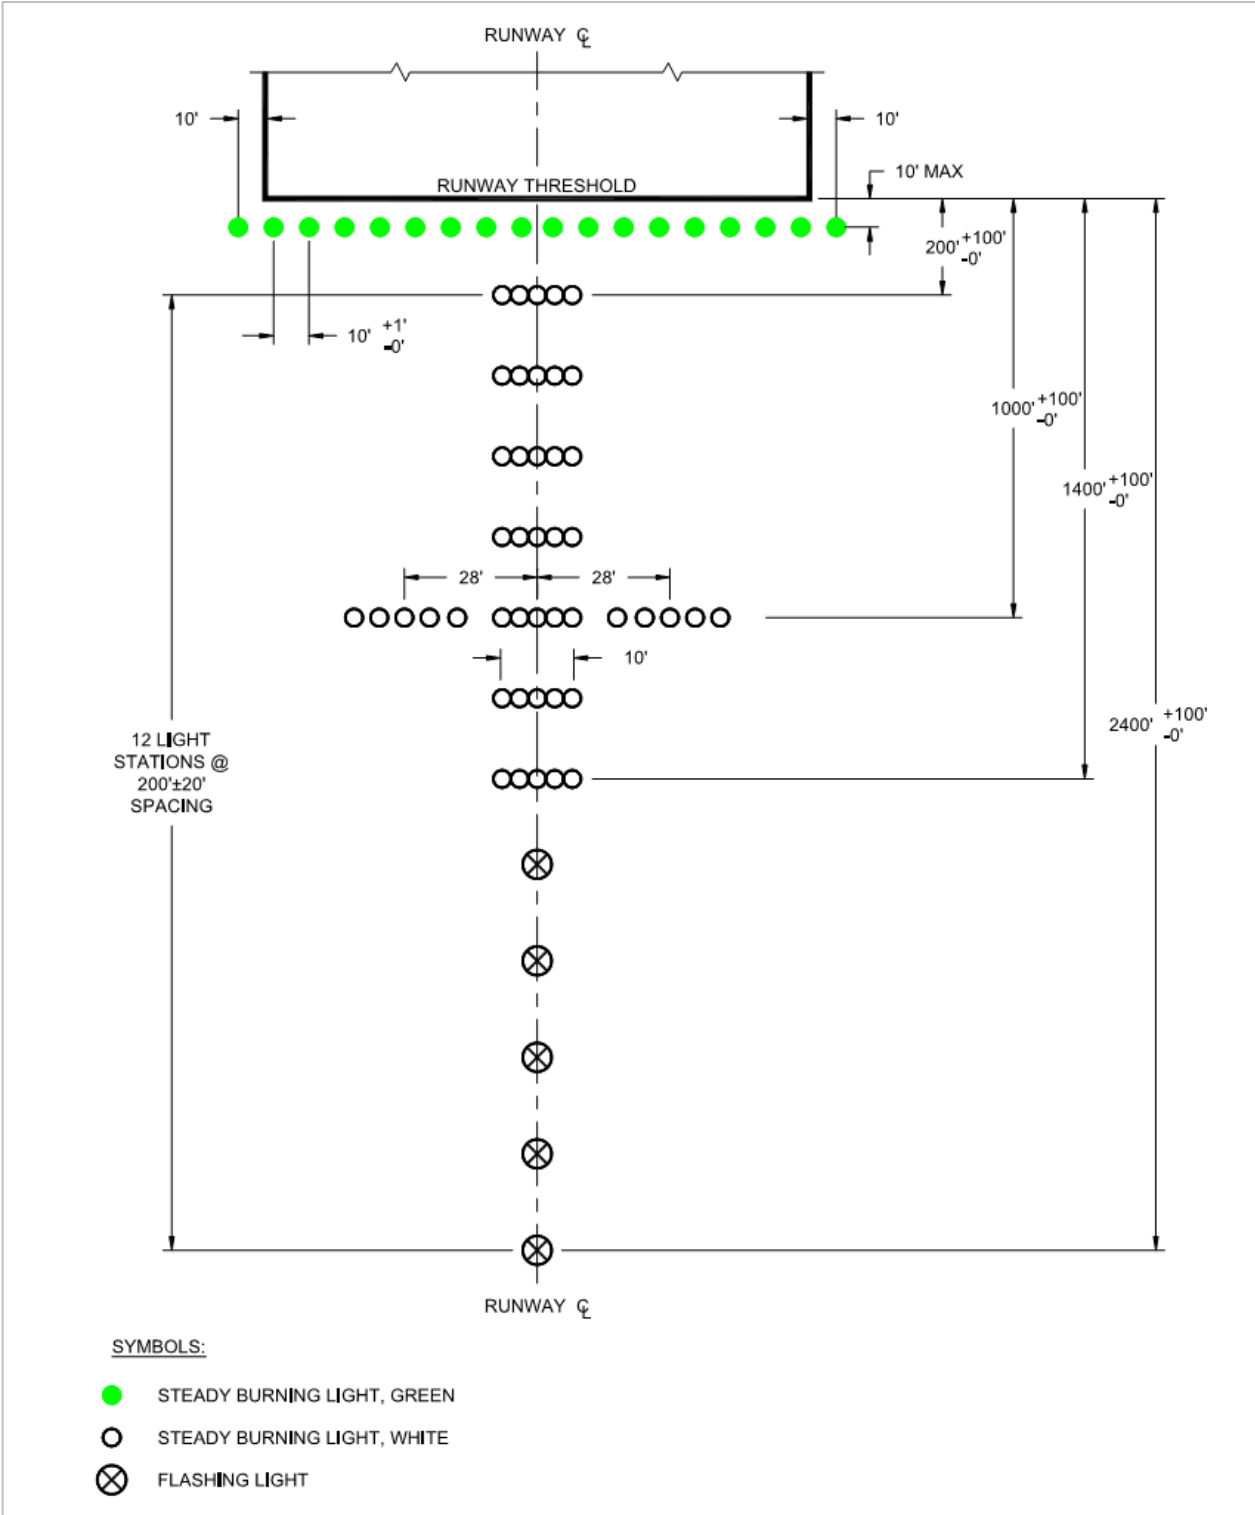 RUNWAY ℄
10'
10'
RUNWAY THRESHOLD
10' MAX
200' +100'
-0'
10' +1'
-0'
1000' +100'
-0'
1400' +100'
-0'
28'
28'
10'
2400' +100'
-0'
12 LIGHT
STATIONS @
200'±20'
SPACING
RUNWAY ℄
SYMBOLS:
STEADY BURNING LIGHT, GREEN
STEADY BURNING LIGHT, WHITE
FLASHING LIGHT